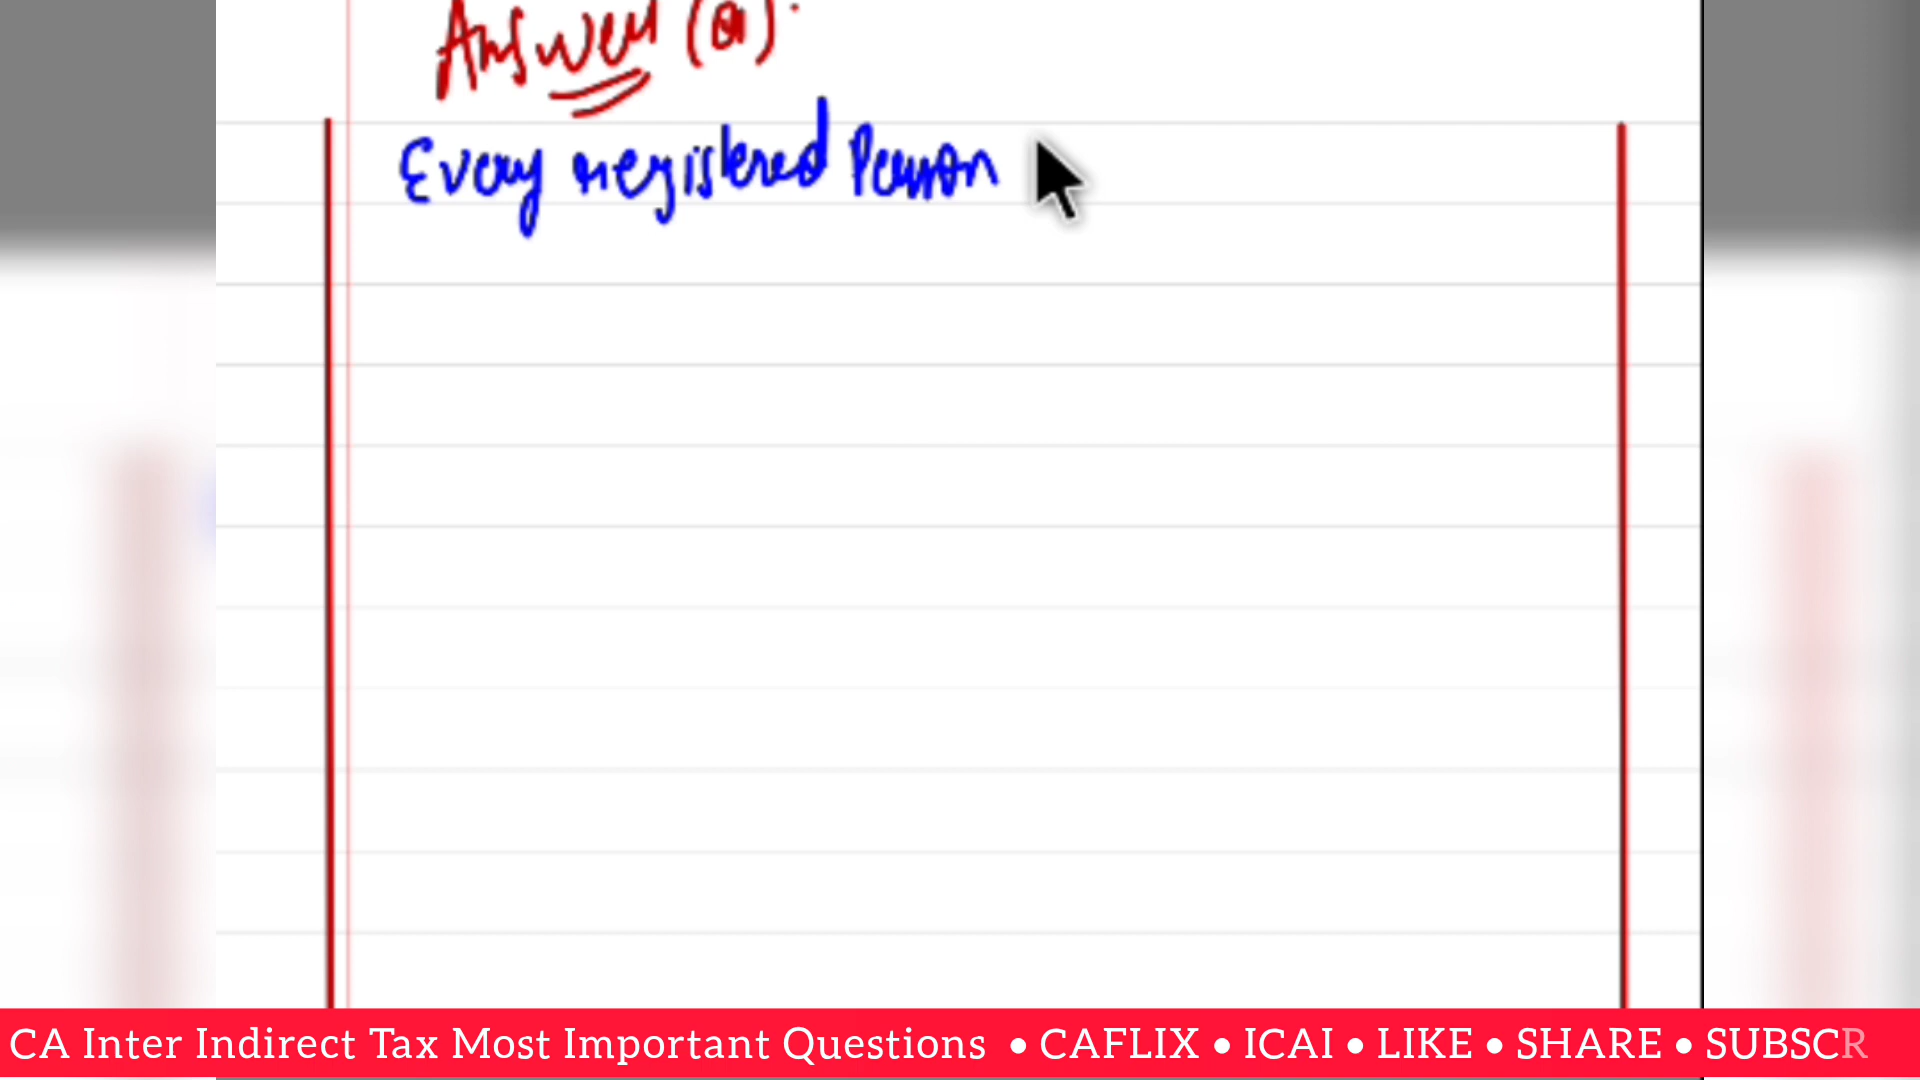 Answer (a):
Every registered Person
CA Inter Indirect Tax Most Important Questions • CAFLIX • ICAI • LIKE • SHARE • SUBSCR